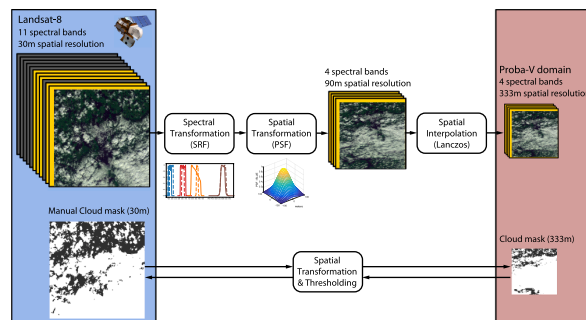 Landsat-8
11 spectral bands
30m spatial resolution
4 spectral bands
90m spatial resolution
Proba-V domain
4 spectral bands
333m spatial resolution
Spectral
Transformation
(SRF)
Spatial
Transformation
(PSF)
Spatial
Interpolation
(Lanczos)
Manual Cloud mask (30m)
Cloud mask (333m)
Spatial
Transformation
& Thresholding